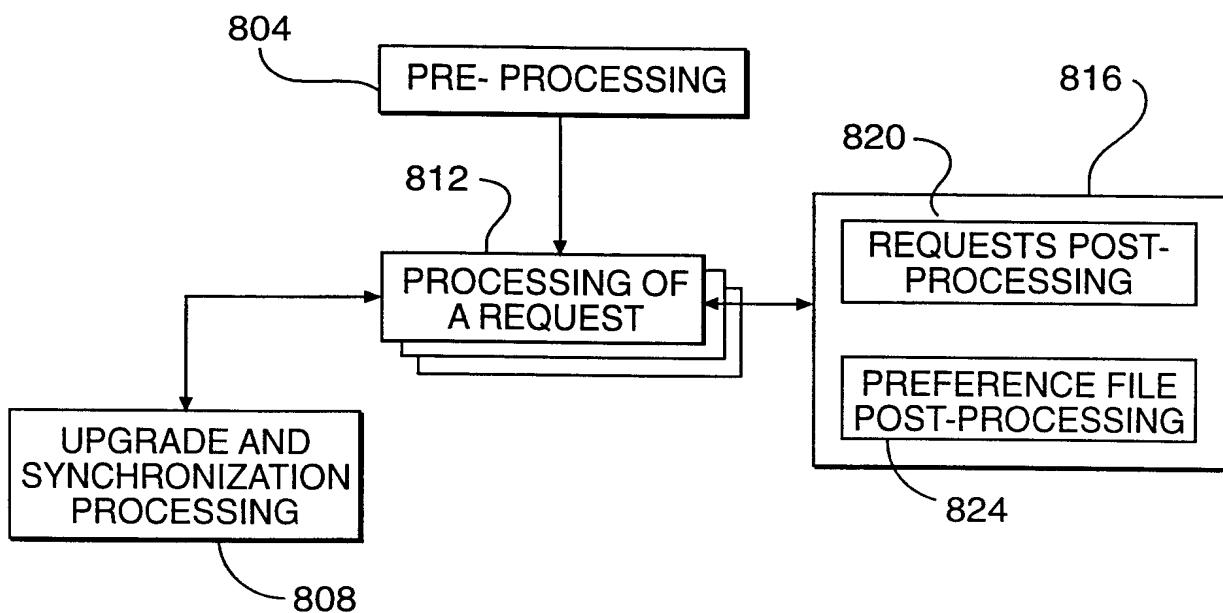 804
PRE- PROCESSING
816
820
812
REQUESTS POST-
PROCESSING
PROCESSING OF
A REQUEST
PREFERENCE FILE
POST-PROCESSING
UPGRADE AND
SYNCHRONIZATION
PROCESSING
824
808